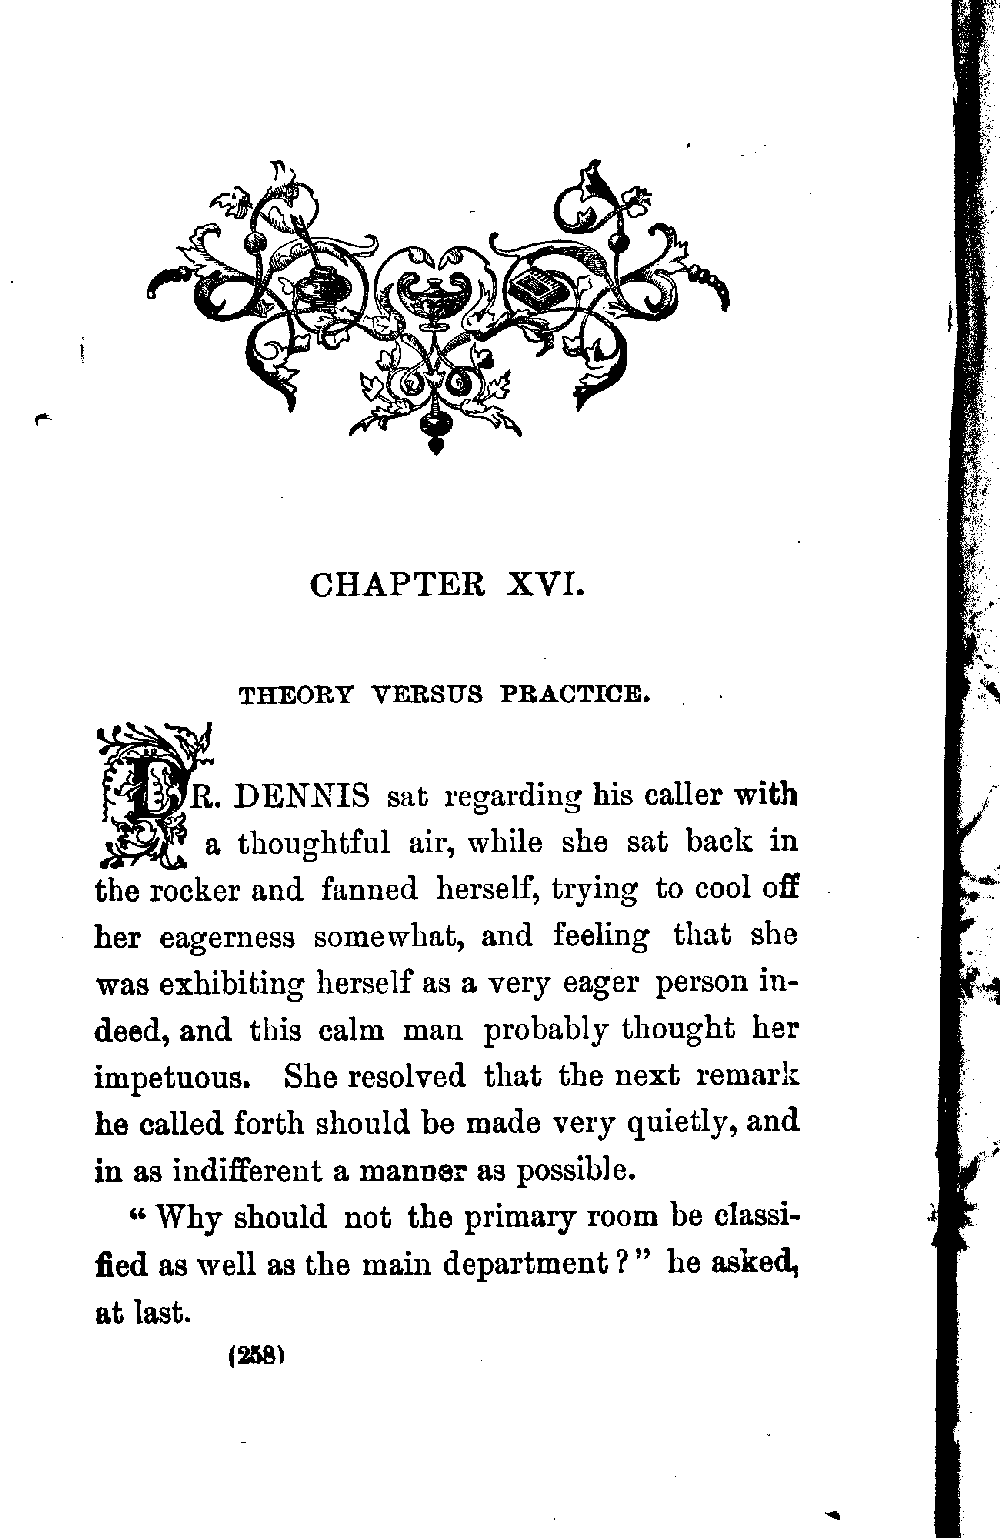 CHAPTER XVI.
THEORY VERSUS PRACTICE.
DR. DENNIS sat regarding his caller with
a thoughtful air, while she sat back in
the rocker and fanned herself, trying to cool off
her eagerness somewhat, and feeling that she
was exhibiting herself as a very eager person in-
deed, and this calm man probably thought her
impetuous. She resolved that the next remark
he called forth should be made very quietly, and
in as indifferent a manner as possible.
“ Why should not the primary room be classi-
fied as well as the main department ? ” he asked,
at last.
(258)